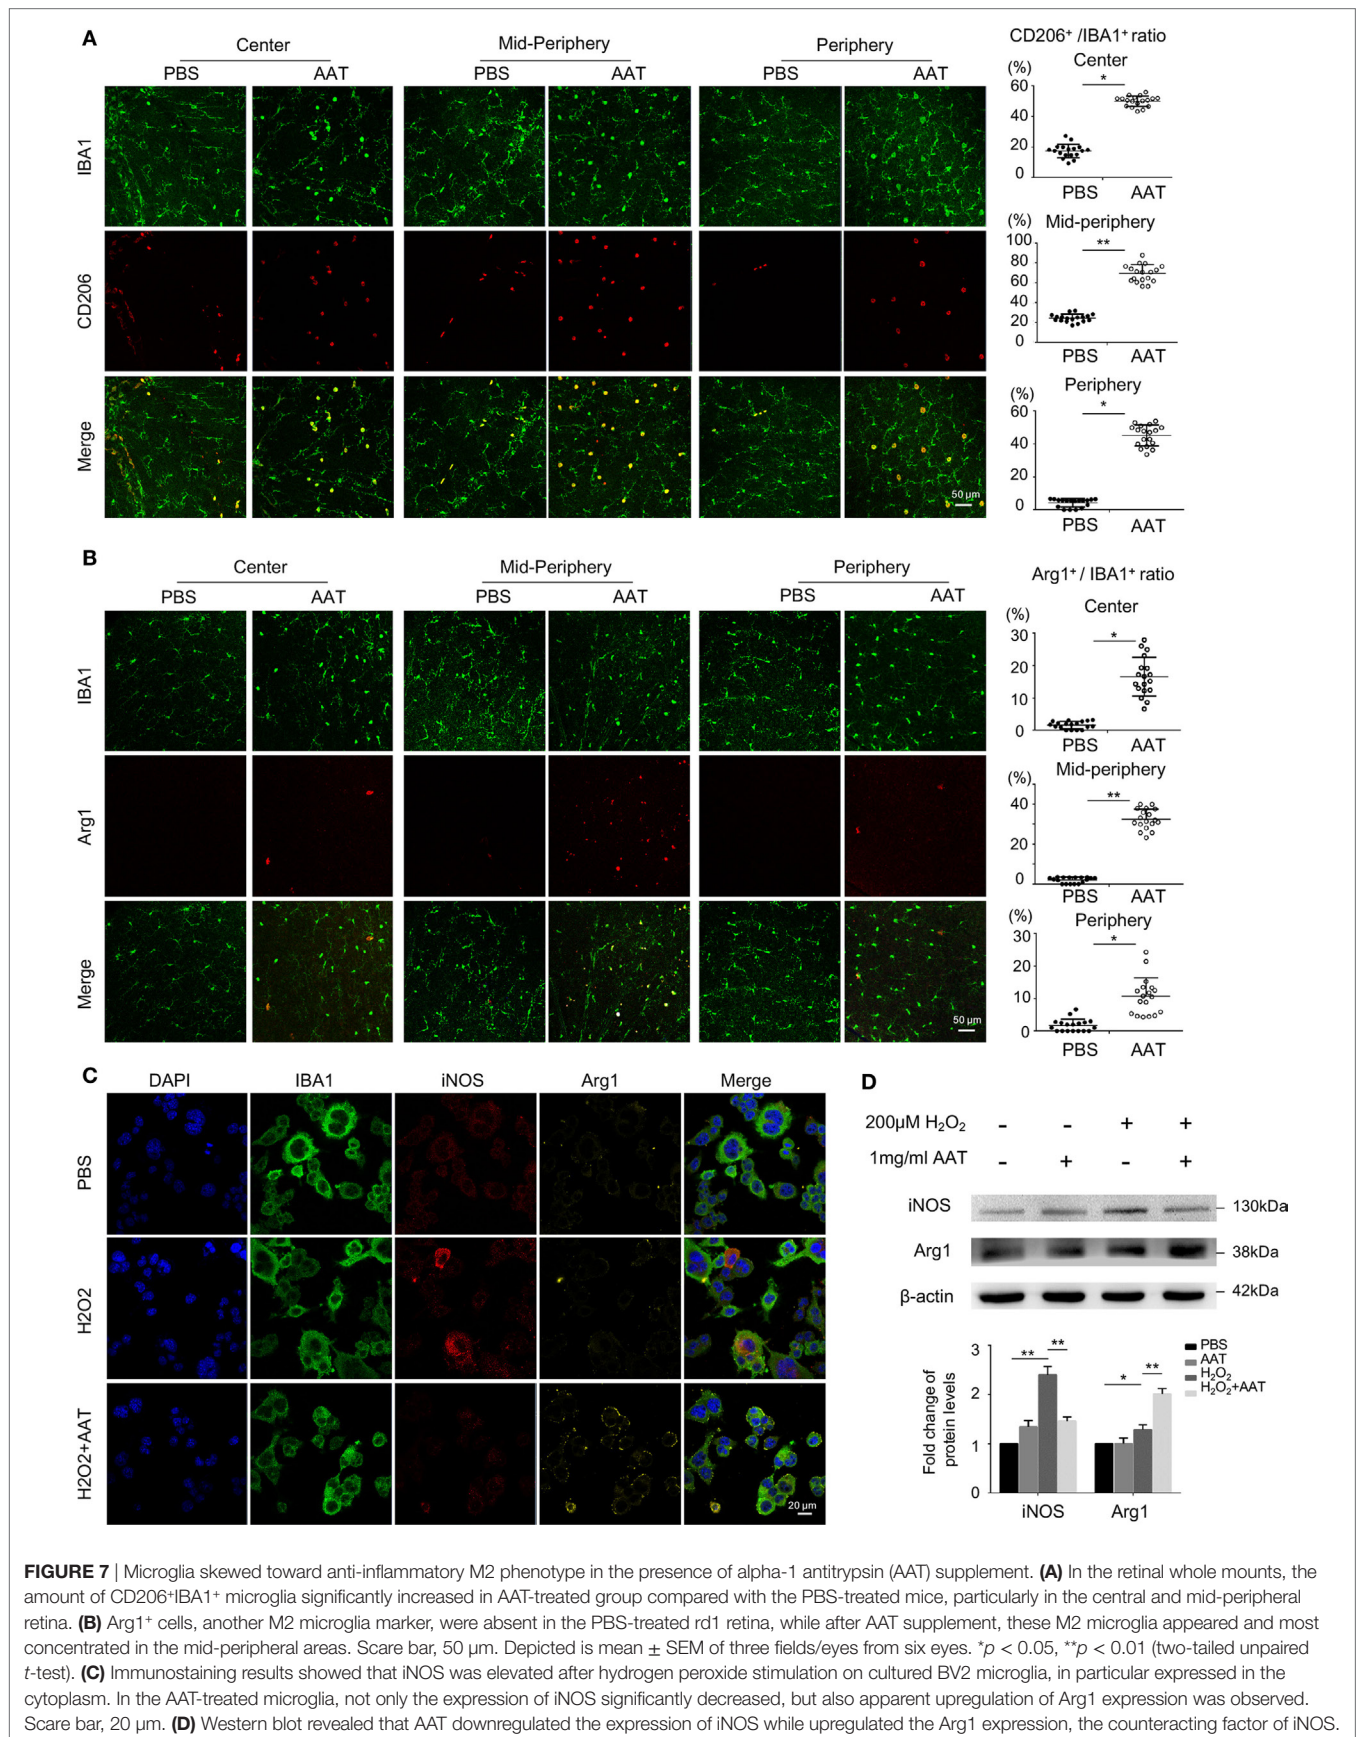 A
Center
Mid-Periphery
Periphery
PBS
AAT
PBS
AAT
PBS
AAT
IBA1
CD206
Merge
50 µm
CD206⁺ /IBA1⁺ ratio
Center
(%)
60
40
20
0
*
PBS
AAT
(%)
Mid-periphery
100
80
60
40
20
0
**
PBS
AAT
(%)
Periphery
60
40
20
0
*
PBS
AAT
B
Center
Mid-Periphery
Periphery
PBS
AAT
PBS
AAT
PBS
AAT
IBA1
Arg1
Merge
50 µm
Arg1⁺ / IBA1⁺ ratio
Center
(%)
30
20
10
0
*
PBS
AAT
Mid-periphery
(%)
40
20
0
**
PBS
AAT
Periphery
(%)
30
20
10
0
*
PBS
AAT
C
DAPI
IBA1
iNOS
Arg1
Merge
PBS
H2O2
H2O2+AAT
20 µm
D
200µM H₂O₂ - - + +
1mg/ml AAT - + - +
iNOS
130kDa
Arg1
38kDa
β-actin
42kDa
Fold change of
protein levels
3
2
1
0
** **
* **
iNOS
Arg1
PBS
AAT
H₂O₂
H₂O₂+AAT
FIGURE 7 | Microglia skewed toward anti-inflammatory M2 phenotype in the presence of alpha-1 antitrypsin (AAT) supplement. (A) In the retinal whole mounts, the
amount of CD206⁺IBA1⁺ microglia significantly increased in AAT-treated group compared with the PBS-treated mice, particularly in the central and mid-peripheral
retina. (B) Arg1⁺ cells, another M2 microglia marker, were absent in the PBS-treated rd1 retina, while after AAT supplement, these M2 microglia appeared and most
concentrated in the mid-peripheral areas. Scare bar, 50 µm. Depicted is mean ± SEM of three fields/eyes from six eyes. *p < 0.05, **p < 0.01 (two-tailed unpaired
t-test). (C) Immunostaining results showed that iNOS was elevated after hydrogen peroxide stimulation on cultured BV2 microglia, in particular expressed in the
cytoplasm. In the AAT-treated microglia, not only the expression of iNOS significantly decreased, but also apparent upregulation of Arg1 expression was observed.
Scare bar, 20 µm. (D) Western blot revealed that AAT downregulated the expression of iNOS while upregulated the Arg1 expression, the counteracting factor of iNOS.